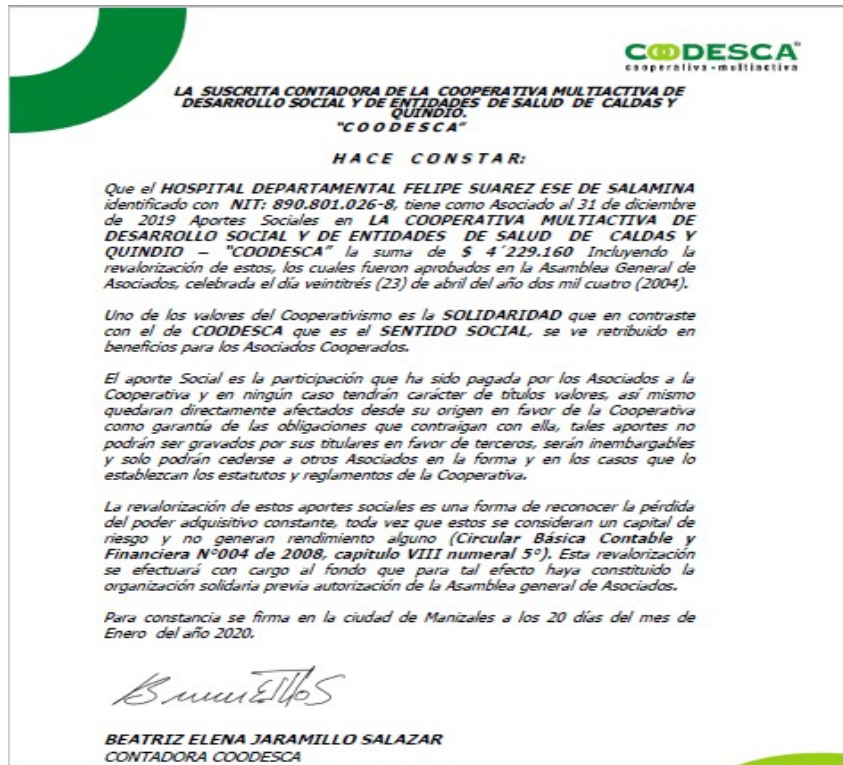 COODESCA
cooperativa-multiactiva
LA SUSCRITA CONTADORA DE LA COOPERATIVA MULTIACTIVA DE
DESARROLLO SOCIAL Y DE ENTIDADES DE SALUD DE CALDAS Y
QUINDIO.
"C O O D E S C A"
H A C E C O N S T A R:
Que el HOSPITAL DEPARTAMENTAL FELIPE SUAREZ ESE DE SALAMINA
identificado con NIT: 890.801.026-8, tiene como Asociado al 31 de diciembre
de 2019 Aportes Sociales en LA COOPERATIVA MULTIACTIVA DE
DESARROLLO SOCIAL Y DE ENTIDADES DE SALUD DE CALDAS Y
QUINDIO – "COODESCA" la suma de $ 4´229.160 Incluyendo la
revalorización de estos, los cuales fueron aprobados en la Asamblea General de
Asociados, celebrada el día veintitrés (23) de abril del año dos mil cuatro (2004).
Uno de los valores del Cooperativismo es la SOLIDARIDAD que en contraste
con el de COODESCA que es el SENTIDO SOCIAL, se ve retribuido en
beneficios para los Asociados Cooperados.
El aporte Social es la participación que ha sido pagada por los Asociados a la
Cooperativa y en ningún caso tendrán carácter de títulos valores, así mismo
quedaran directamente afectados desde su origen en favor de la Cooperativa
como garantía de las obligaciones que contraigan con ella, tales aportes no
podrán ser gravados por sus titulares en favor de terceros, serán inembargables
y solo podrán cederse a otros Asociados en la forma y en los casos que lo
establezcan los estatutos y reglamentos de la Cooperativa.
La revalorización de estos aportes sociales es una forma de reconocer la pérdida
del poder adquisitivo constante, toda vez que estos se consideran un capital de
riesgo y no generan rendimiento alguno (Circular Básica Contable y
Financiera N°004 de 2008, capitulo VIII numeral 5°). Esta revalorización
se efectuará con cargo al fondo que para tal efecto haya constituido la
organización solidaria previa autorización de la Asamblea general de Asociados.
Para constancia se firma en la ciudad de Manizales a los 20 días del mes de
Enero del año 2020.
BEATRIZ ELENA JARAMILLO SALAZAR
CONTADORA COODESCA